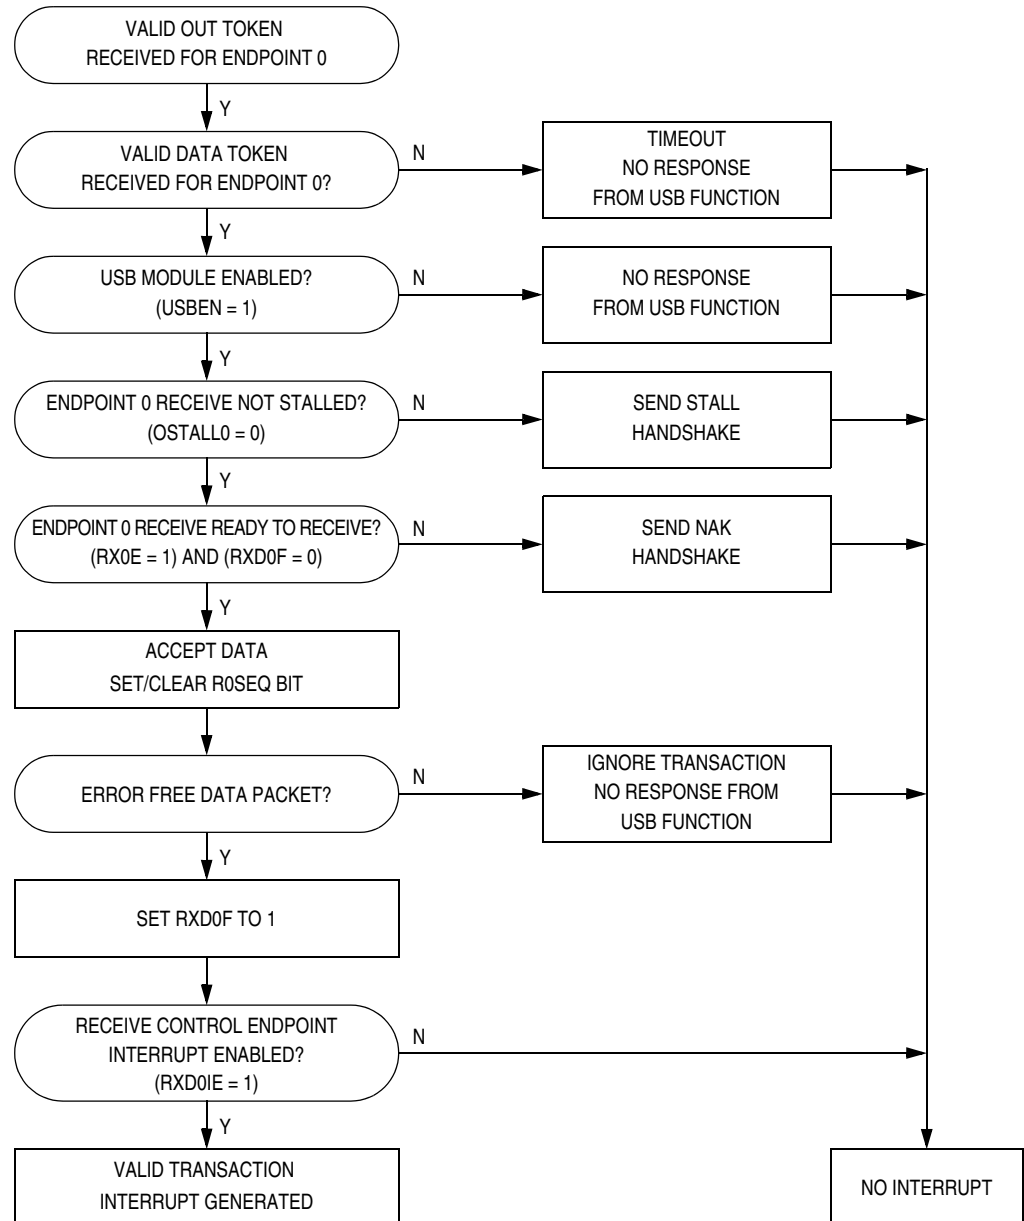 VALID OUT TOKEN
RECEIVED FOR ENDPOINT 0
Y
VALID DATA TOKEN
RECEIVED FOR ENDPOINT 0?
N
TIMEOUT
NO RESPONSE
FROM USB FUNCTION
Y
USB MODULE ENABLED?
(USBEN = 1)
N
NO RESPONSE
FROM USB FUNCTION
Y
ENDPOINT 0 RECEIVE NOT STALLED?
(OSTALL0 = 0)
N
SEND STALL
HANDSHAKE
Y
ENDPOINT 0 RECEIVE READY TO RECEIVE?
(RX0E = 1) AND (RXD0F = 0)
N
SEND NAK
HANDSHAKE
Y
ACCEPT DATA
SET/CLEAR R0SEQ BIT
ERROR FREE DATA PACKET?
N
IGNORE TRANSACTION
NO RESPONSE FROM
USB FUNCTION
Y
SET RXD0F TO 1
RECEIVE CONTROL ENDPOINT
INTERRUPT ENABLED?
(RXD0IE = 1)
N
Y
VALID TRANSACTION
INTERRUPT GENERATED
NO INTERRUPT